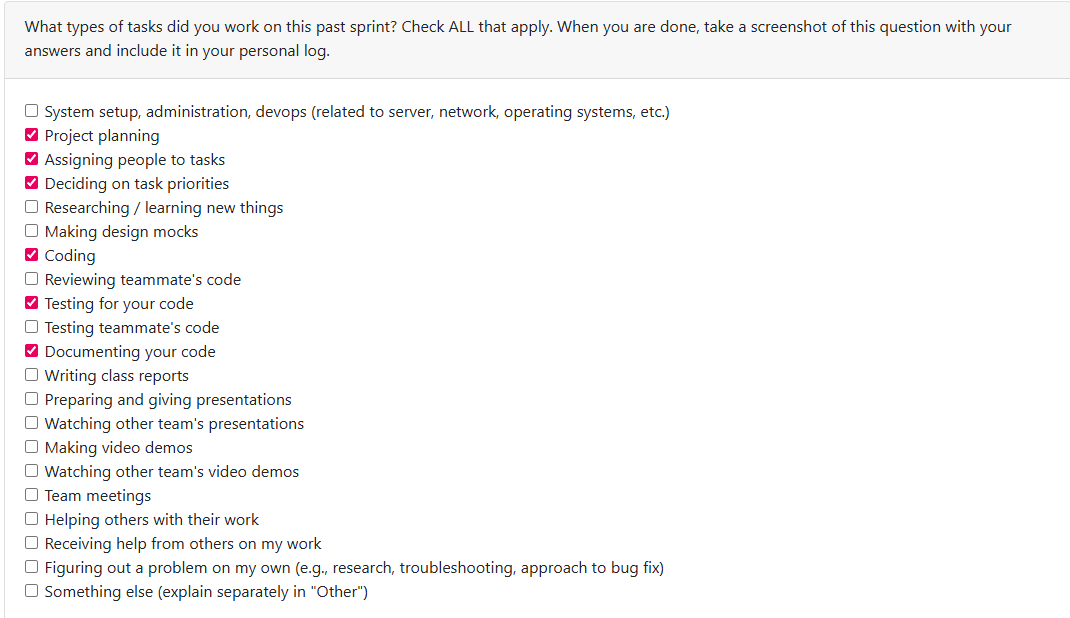 What types of tasks did you work on this past sprint? Check ALL that apply. When you are done, take a screenshot of this question with your
answers and include it in your personal log.
System setup, administration, devops (related to server, network, operating systems, etc.)
Project planning
Assigning people to tasks
Deciding on task priorities
Researching / learning new things
Making design mocks
Coding
Reviewing teammate's code
Testing for your code
Testing teammate's code
Documenting your code
Writing class reports
Preparing and giving presentations
Watching other team's presentations
Making video demos
Watching other team's video demos
Team meetings
Helping others with their work
Receiving help from others on my work
Figuring out a problem on my own (e.g., research, troubleshooting, approach to bug fix)
Something else (explain separately in "Other")